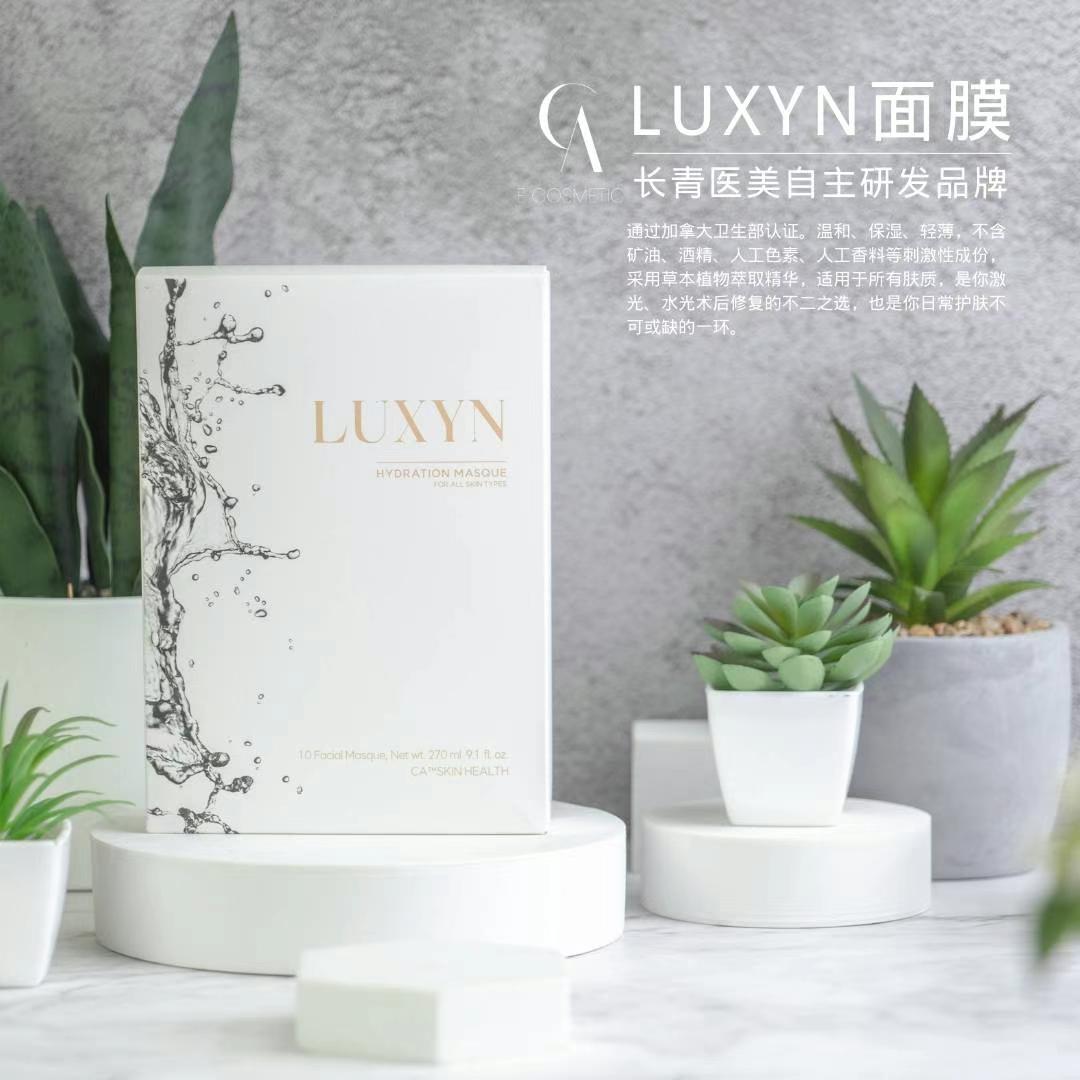 LUXYN面膜
CA
E COSMETIC
长青医美自主研发品牌
通过加拿大卫生部认证。温和、保湿、轻薄，不含
矿油、酒精、人工色素、人工香料等刺激性成份，
采用草本植物萃取精华，适用于所有肤质，是你激
光、水光术后修复的不二之选，也是你日常护肤不
可或缺的一环。
LUXYN
HYDRATION MASQUE
FOR ALL SKIN TYPES
10 Facial Masque, Net wt. 270 ml 9.1 fl. oz.
CA™SKIN HEALTH